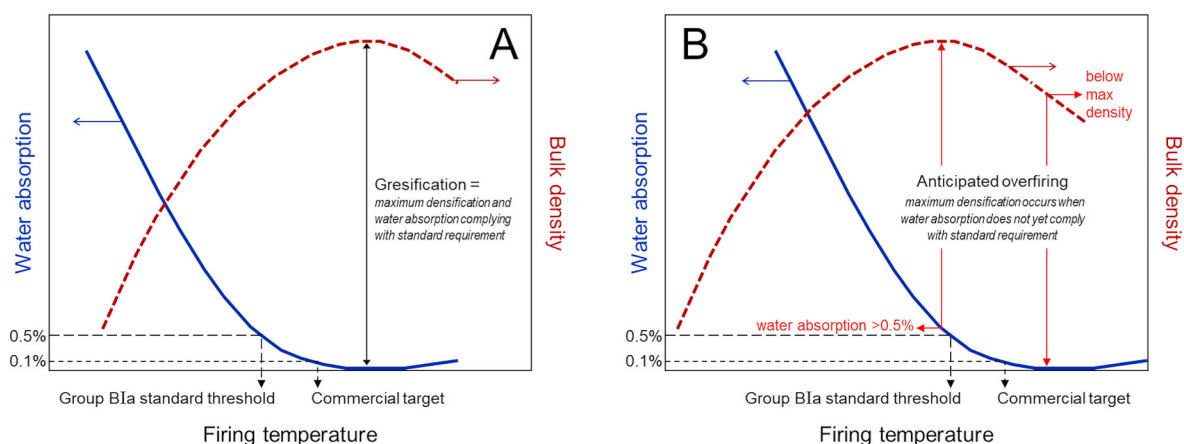 A
Water absorption
Bulk density
Gresification =
maximum densification and
water absorption complying
with standard requirement
0.5%
0.1%
Group BIa standard threshold
Commercial target
Firing temperature
B
Water absorption
Bulk density
below
max
density
Anticipated overfiring
maximum densification occurs when
water absorption does not yet comply
with standard requirement
water absorption >0.5%
0.5%
0.1%
Group BIa standard threshold
Commercial target
Firing temperature